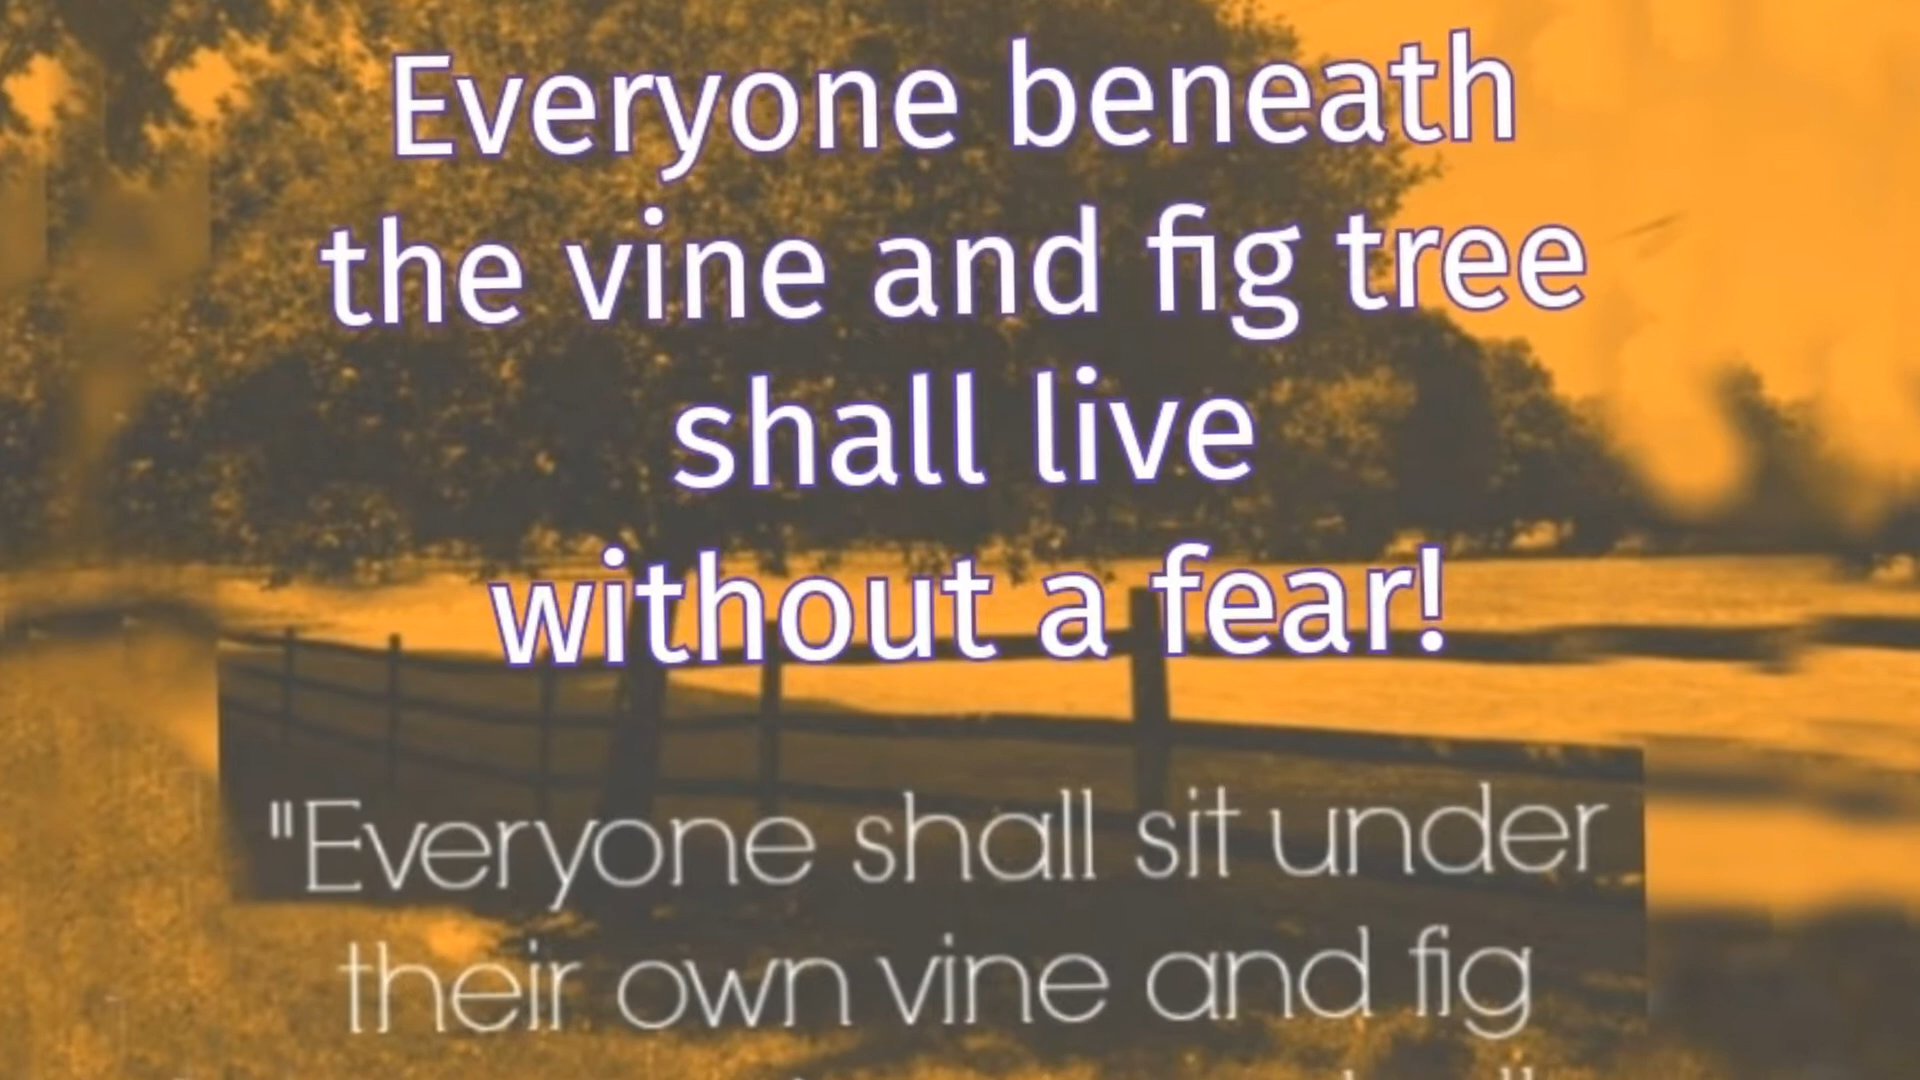 Everyone beneath
the vine and fig tree
shall live
without a fear!
"Everyone shall sit under
their own vine and fig